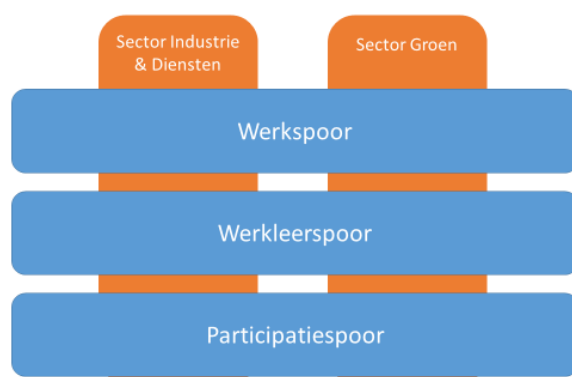 Sector Industrie
& Diensten
Sector Groen
Werkspoor
Werkleerspoor
Participatiespoor